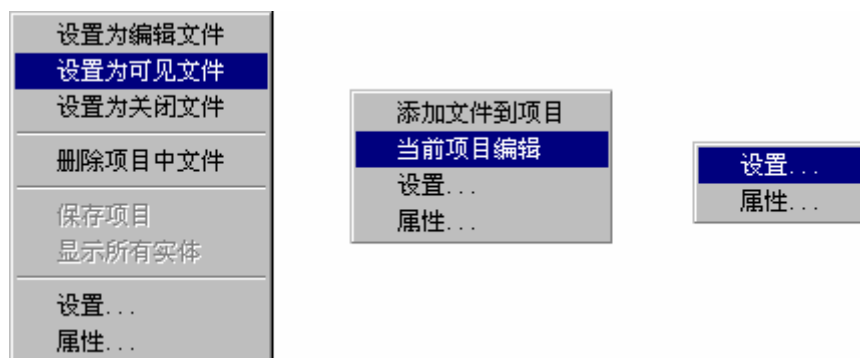 设置为编辑文件
设置为可见文件
设置为关闭文件
删除项目中文件
保存项目
显示所有实体
设置...
属性...
添加文件到项目
当前项目编辑
设置...
属性...
设置...
属性...